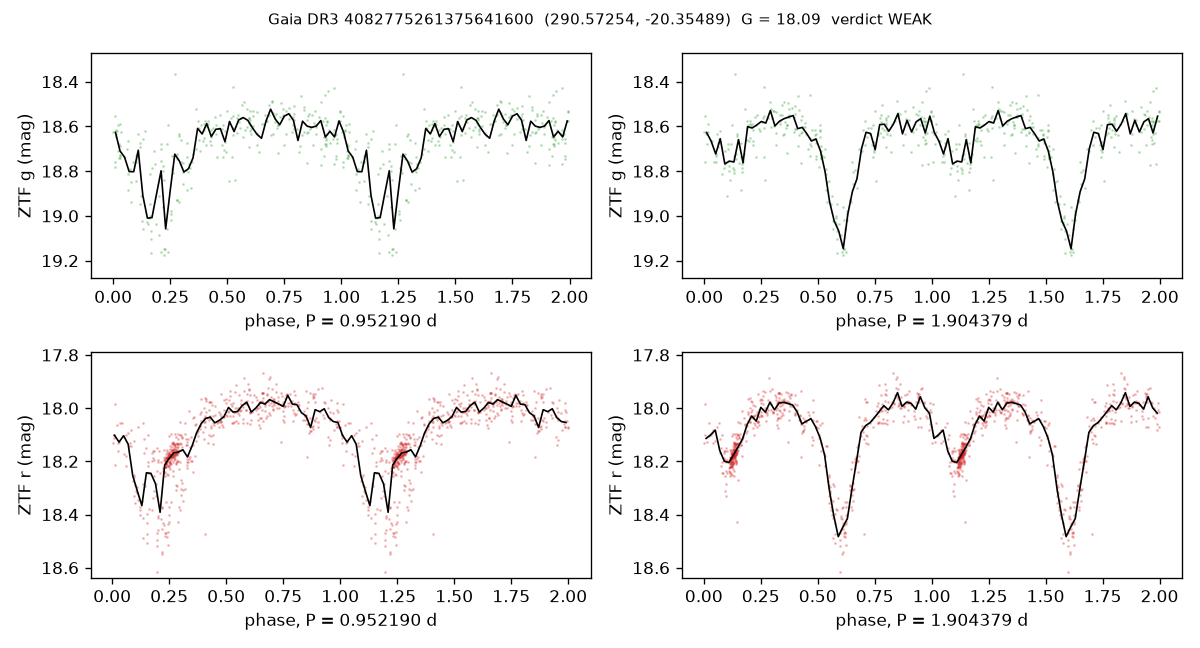 Gaia DR3 4082775261375641600  (290.57254, -20.35489)  G = 18.09  verdict WEAK
ZTF g (mag)
18.4
18.6
18.8
19.0
19.2
0.00 0.25 0.50 0.75 1.00 1.25 1.50 1.75 2.00
phase, P = 0.952190 d
ZTF g (mag)
18.4
18.6
18.8
19.0
19.2
0.00 0.25 0.50 0.75 1.00 1.25 1.50 1.75 2.00
phase, P = 1.904379 d
ZTF r (mag)
17.8
18.0
18.2
18.4
18.6
0.00 0.25 0.50 0.75 1.00 1.25 1.50 1.75 2.00
phase, P = 0.952190 d
ZTF r (mag)
17.8
18.0
18.2
18.4
18.6
0.00 0.25 0.50 0.75 1.00 1.25 1.50 1.75 2.00
phase, P = 1.904379 d